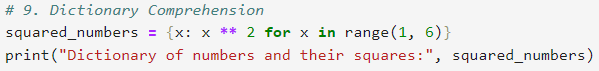 # 9. Dictionary Comprehension
squared_numbers = {x: x ** 2 for x in range(1, 6)}
print("Dictionary of numbers and their squares:", squared_numbers)